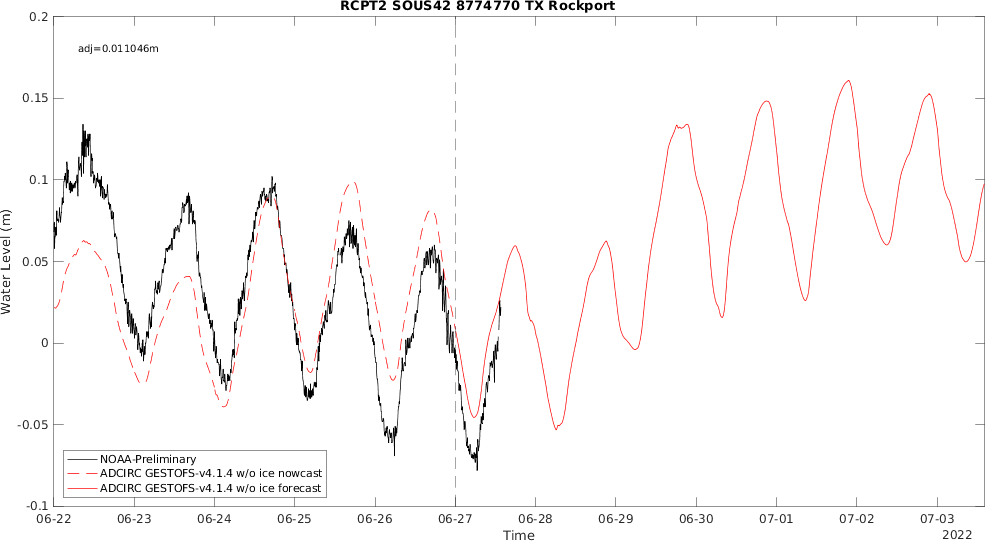 RCPT2 SOUS42 8774770 TX Rockport
adj=0.011046m
0.2
0.15
0.1
0.05
0
-0.05
-0.1
Water Level (m)
NOAA-Preliminary
ADCIRC GESTOFS-v4.1.4 w/o ice nowcast
ADCIRC GESTOFS-v4.1.4 w/o ice forecast
06-22 06-23 06-24 06-25 06-26 06-27 06-28 06-29 06-30 07-01 07-02 07-03
Time
2022